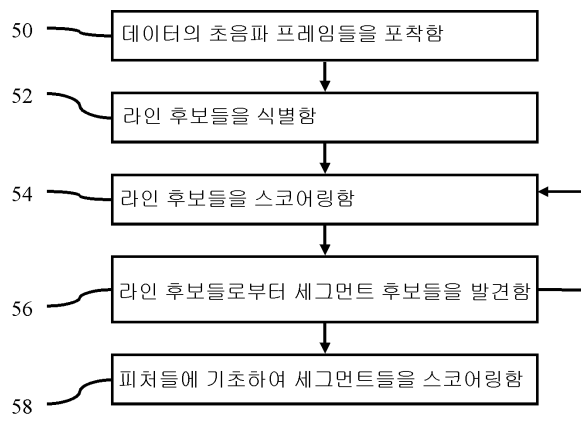 50 데이터의 초음파 프레임들을 포착함
52 라인 후보들을 식별함
54 라인 후보들을 스코어링함
56 라인 후보들로부터 세그먼트 후보들을 발견함
58 피처들에 기초하여 세그먼트들을 스코어링함